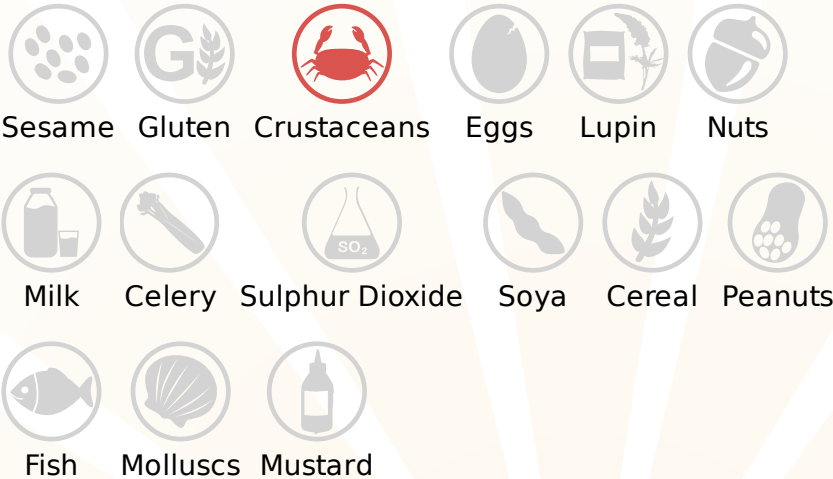 G
Sesame Gluten Crustaceans Eggs Lupin Nuts
SO₂
Milk Celery Sulphur Dioxide Soya Cereal Peanuts
Fish Molluscs Mustard